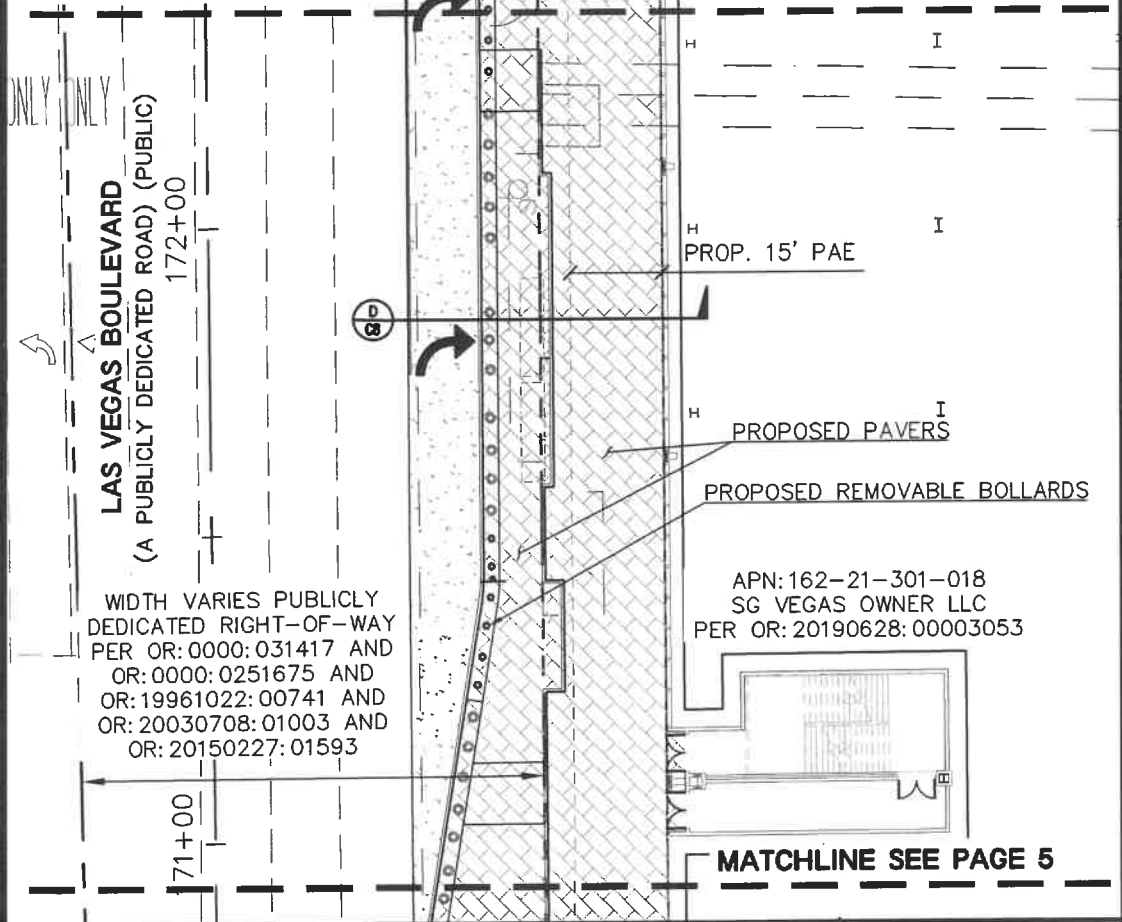 ONLY ONLY
LAS VEGAS BOULEVARD
(A PUBLICLY DEDICATED ROAD) (PUBLIC)
172+00
H
I
H
I
PROP. 15' PAE
D
C8
H
I
PROPOSED PAVERS
PROPOSED REMOVABLE BOLLARDS
APN: 162-21-301-018
SG VEGAS OWNER LLC
PER OR: 20190628: 00003053
WIDTH VARIES PUBLICLY
DEDICATED RIGHT-OF-WAY
PER OR: 0000: 031417 AND
OR: 0000: 0251675 AND
OR: 19961022: 00741 AND
OR: 20030708: 01003 AND
OR: 20150227: 01593
H
71+00
MATCHLINE SEE PAGE 5